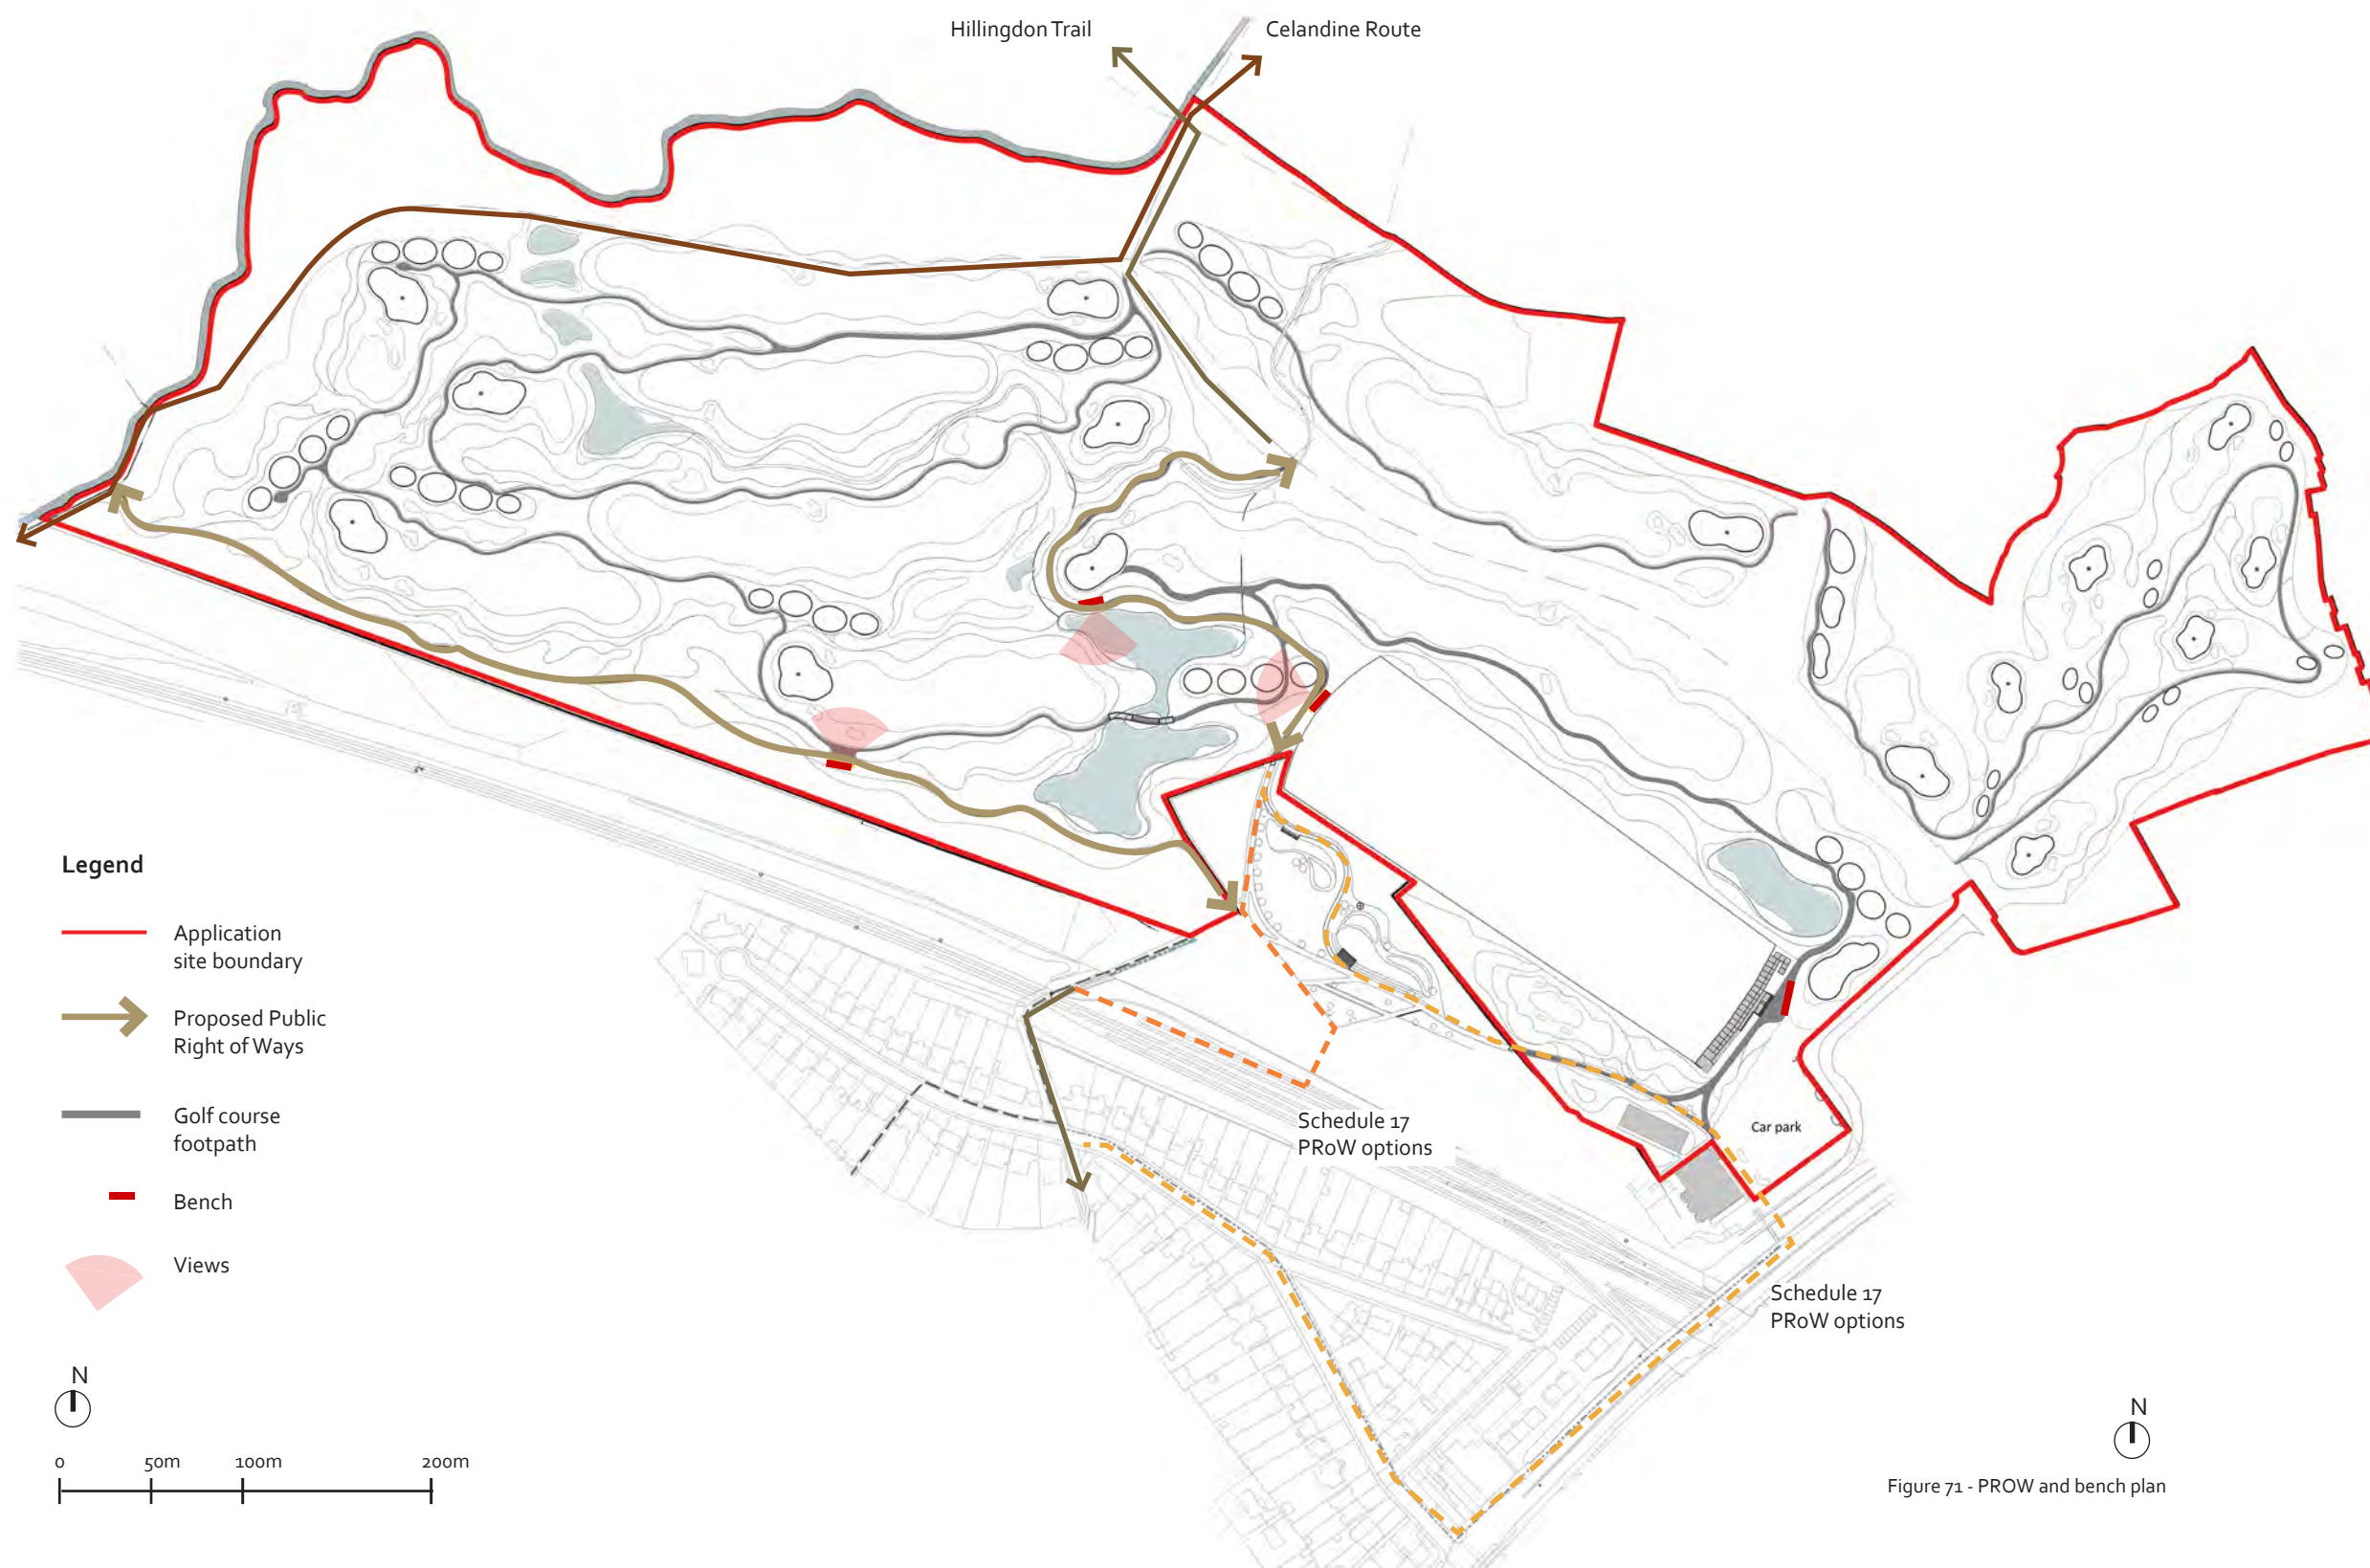 Hillingdon Trail
Celandine Route
Legend
Application
site boundary
Proposed Public
Right of Ways
Golf course
footpath
Bench
Views
N
0 50m 100m 200m
Schedule 17
PRoW options
Car park
Schedule 17
PRoW options
N
Figure 71 - PROW and bench plan